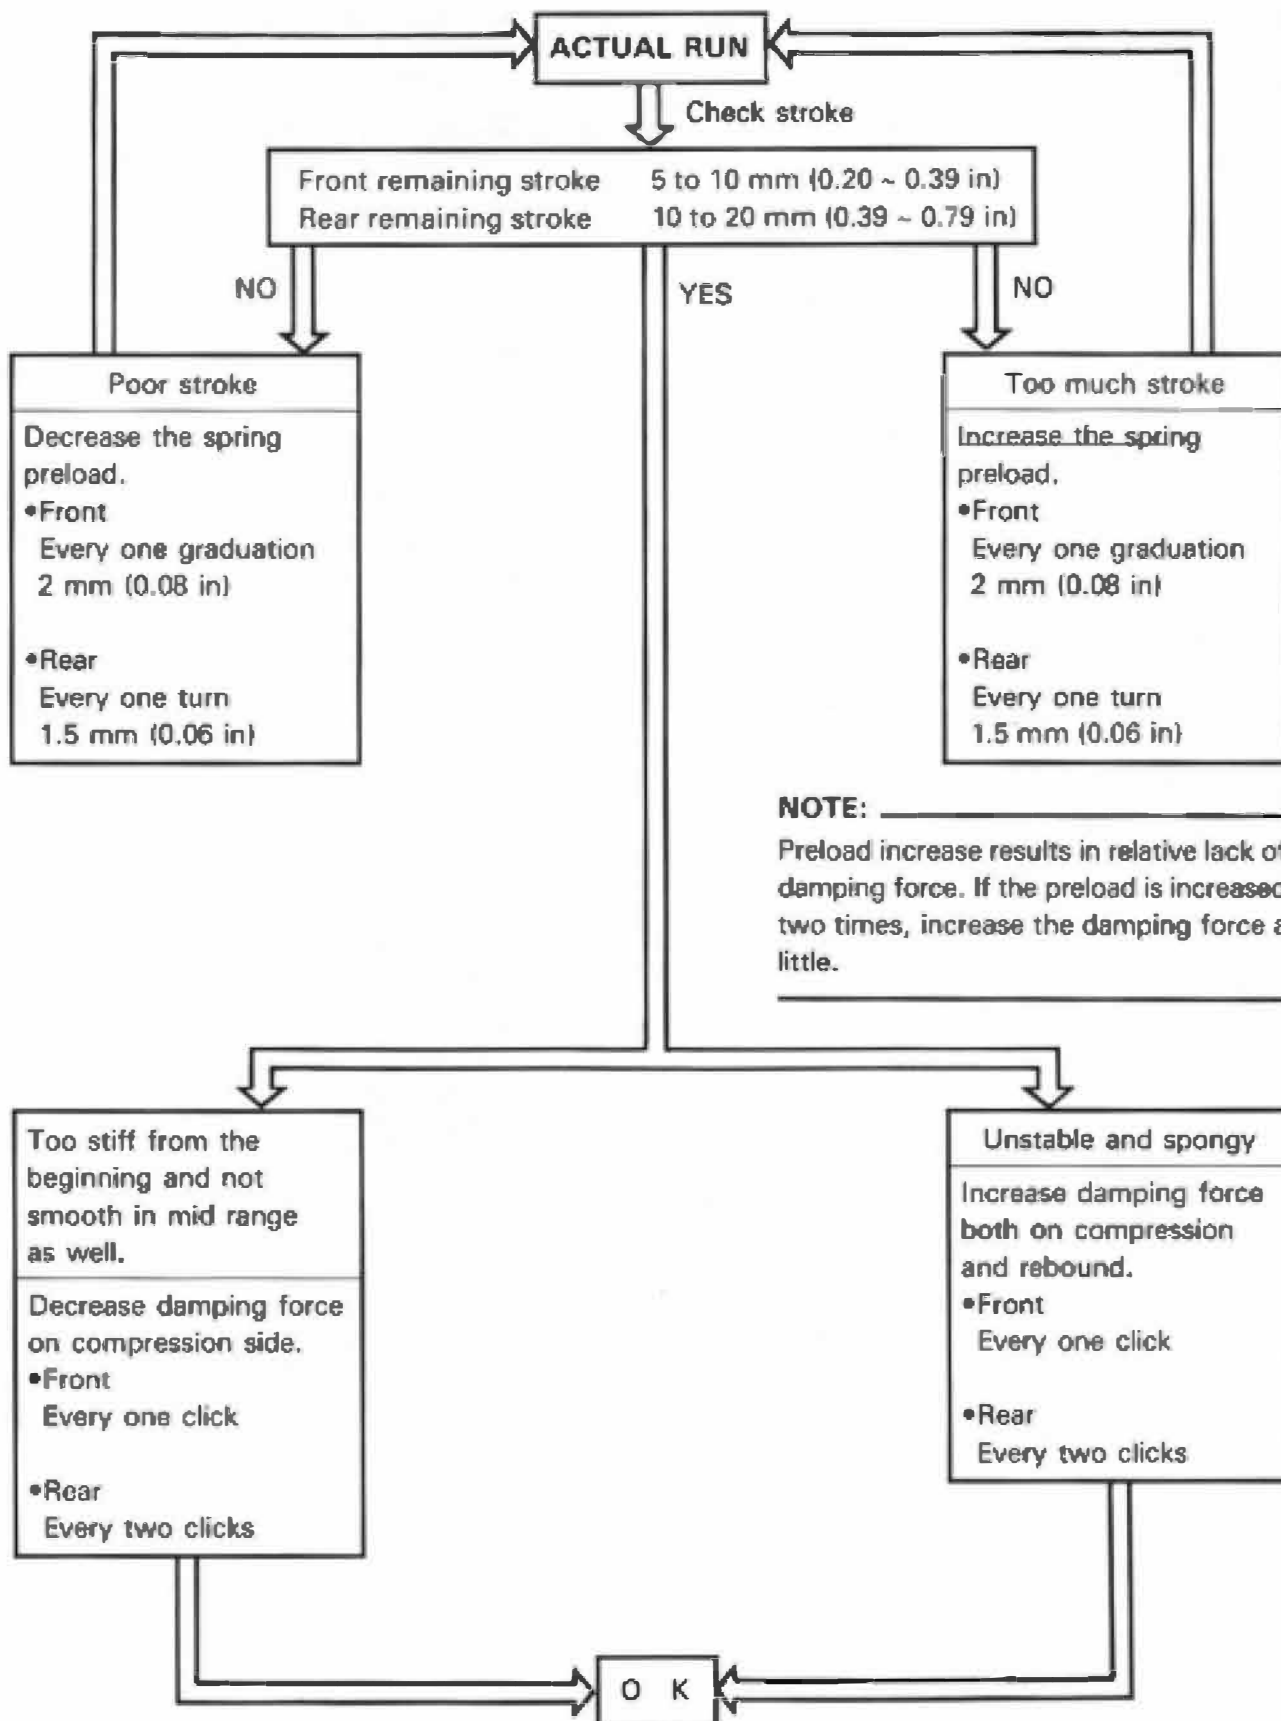 ACTUAL RUN
Check stroke
Front remaining stroke 5 to 10 mm (0.20 ~ 0.39 in)
Rear remaining stroke 10 to 20 mm (0.39 ~ 0.79 in)
NO
YES
NO
Poor stroke
Decrease the spring
preload.
•Front
Every one graduation
2 mm (0.08 in)
•Rear
Every one turn
1.5 mm (0.06 in)
Too much stroke
Increase the spring
preload.
•Front
Every one graduation
2 mm (0.08 in)
•Rear
Every one turn
1.5 mm (0.06 in)
NOTE:
Preload increase results in relative lack of
damping force. If the preload is increased
two times, increase the damping force a
little.
Too stiff from the
beginning and not
smooth in mid range
as well.
Decrease damping force
on compression side.
•Front
Every one click
•Rear
Every two clicks
Unstable and spongy
Increase damping force
both on compression
and rebound.
•Front
Every one click
•Rear
Every two clicks
O K